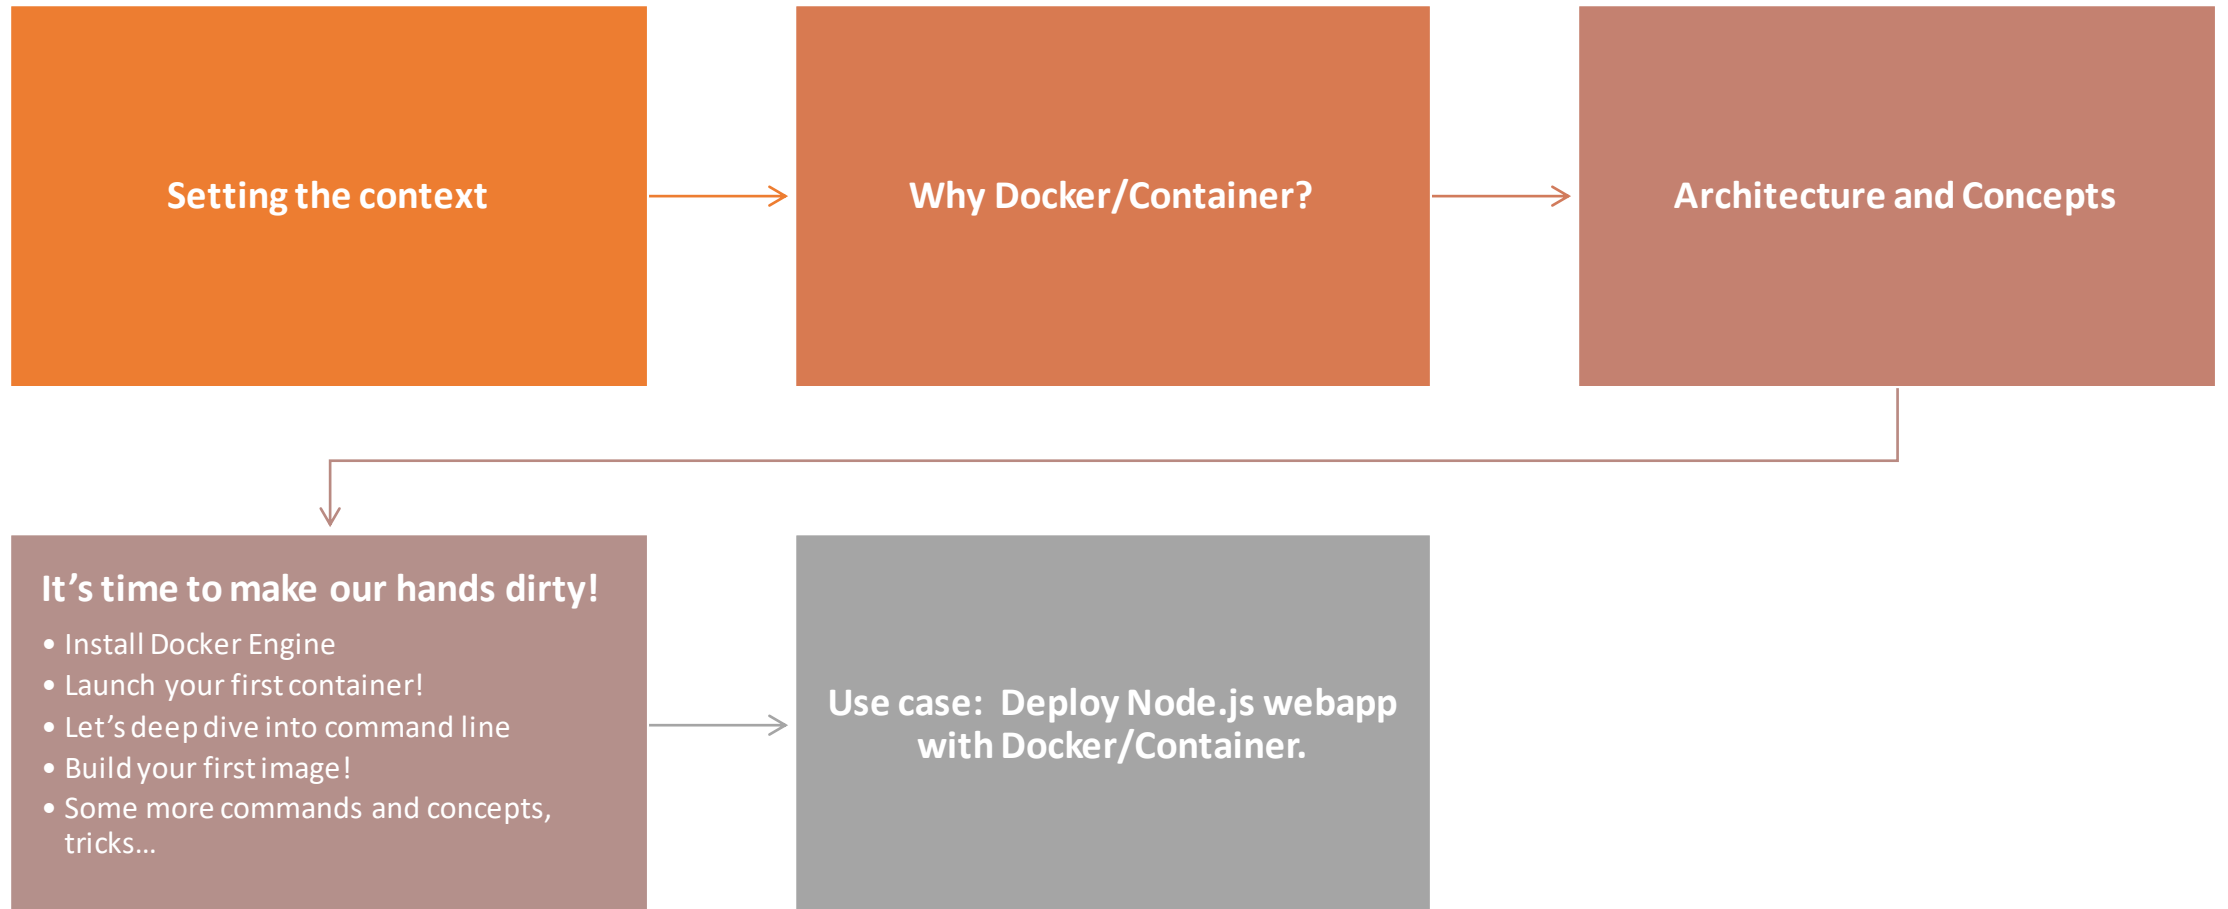 Setting the context
Why Docker/Container?
Architecture and Concepts
It’s time to make our hands dirty!
• Install Docker Engine
• Launch your first container!
• Let’s deep dive into command line
• Build your first image!
• Some more commands and concepts,
tricks…
Use case:  Deploy Node.js webapp
with Docker/Container.